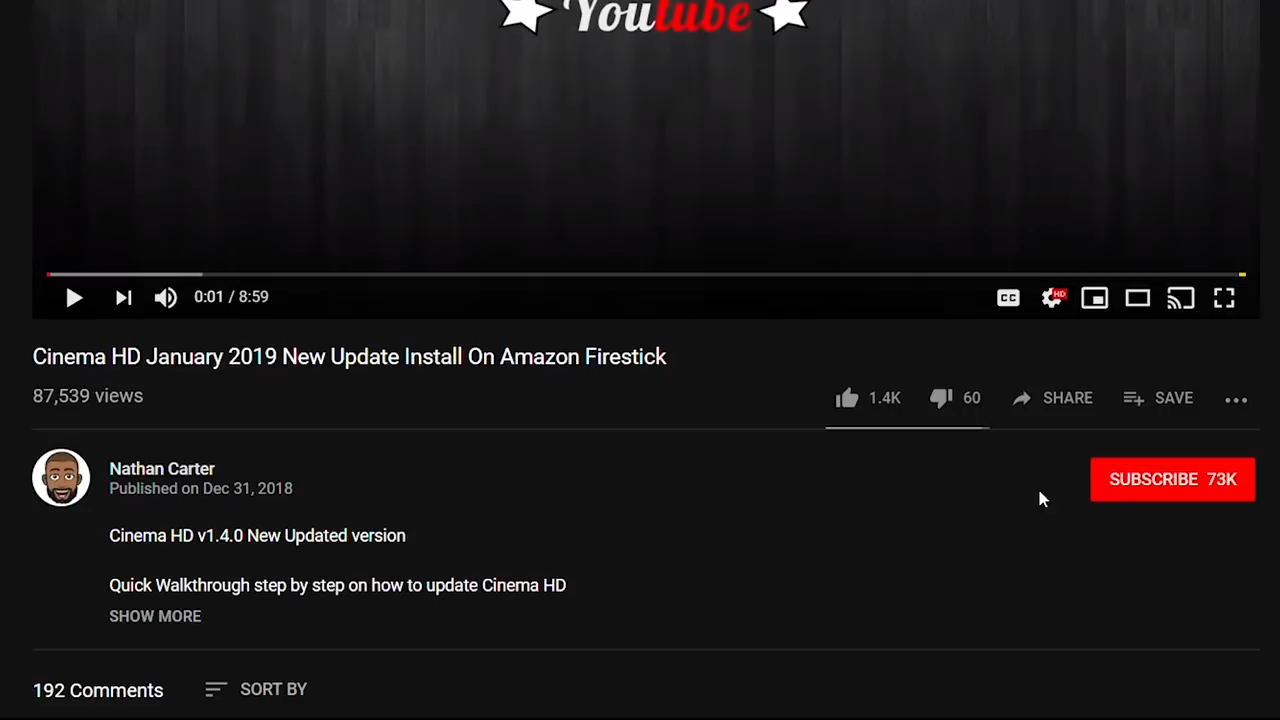 Youtube
0:01 / 8:59
CC
HD
Cinema HD January 2019 New Update Install On Amazon Firestick
87,539 views
1.4K
60
SHARE
SAVE
Nathan Carter
SUBSCRIBE 73K
Published on Dec 31, 2018
Cinema HD v1.4.0 New Updated version
Quick Walkthrough step by step on how to update Cinema HD
SHOW MORE
192 Comments
SORT BY